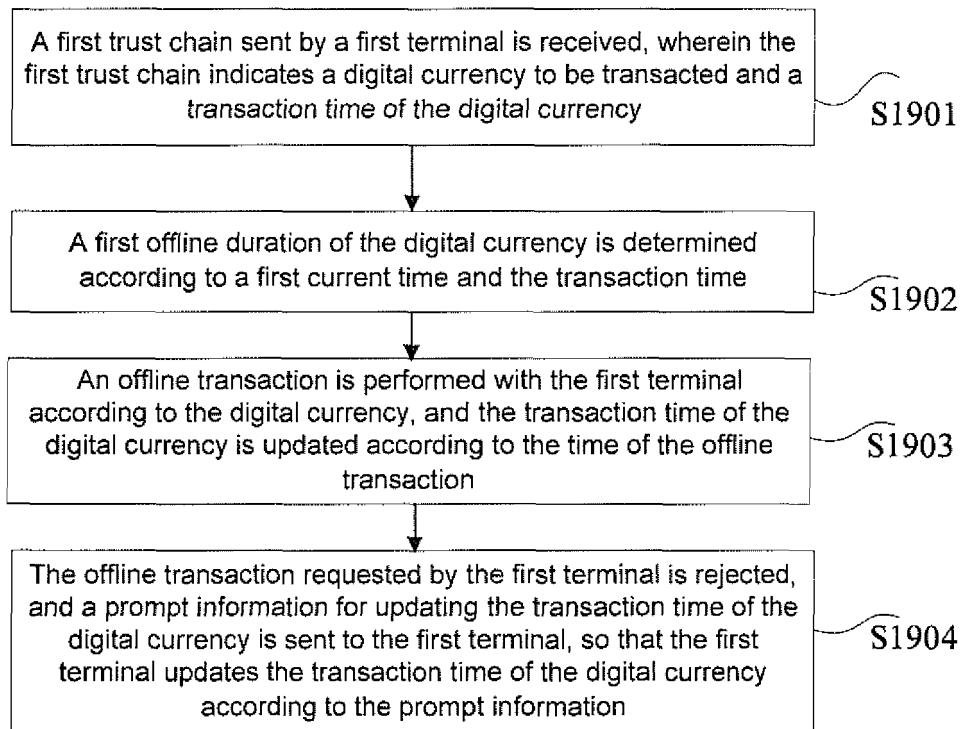 A first trust chain sent by a first terminal is received, wherein the
first trust chain indicates a digital currency to be transacted and a
transaction time of the digital currency
S1901
A first offline duration of the digital currency is determined
according to a first current time and the transaction time
S1902
An offline transaction is performed with the first terminal
according to the digital currency, and the transaction time of the
digital currency is updated according to the time of the offline
transaction
S1903
The offline transaction requested by the first terminal is rejected,
and a prompt information for updating the transaction time of the
digital currency is sent to the first terminal, so that the first
terminal updates the transaction time of the digital currency
according to the prompt information
S1904